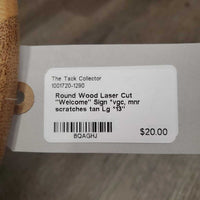 The Tack Collector
1001720-1280
Round Wood Laser Cut
"Welcome" Sign *vgc, mnr
scratches tan Lg *13"
BQAGHJ
$20.00